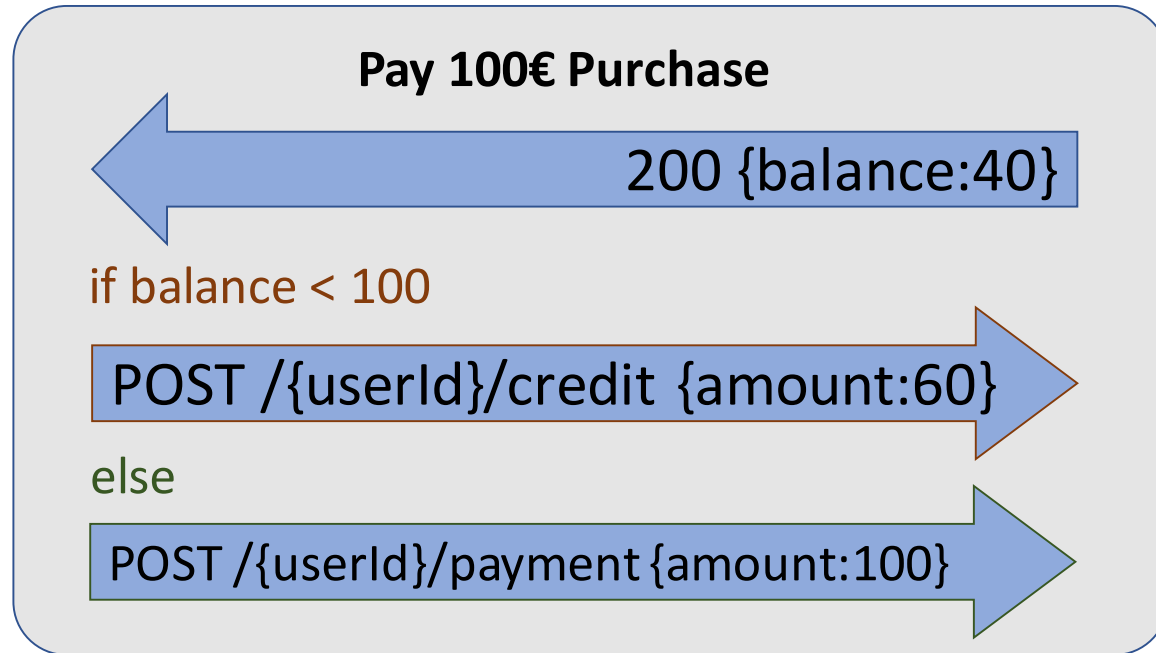 Pay 100€ Purchase
200 {balance:40}
if balance < 100
POST /{userId}/credit {amount:60}
else
POST /{userId}/payment {amount:100}